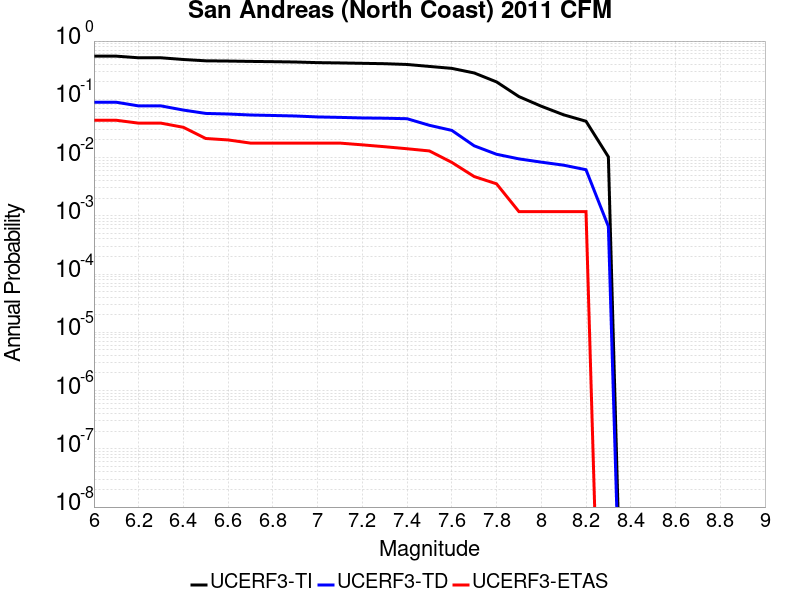 San Andreas (North Coast) 2011 CFM
10^0
10^-1
10^-2
10^-3
10^-4
10^-5
10^-6
10^-7
10^-8
Annual Probability
6 6.2 6.4 6.6 6.8 7 7.2 7.4 7.6 7.8 8 8.2 8.4 8.6 8.8 9
Magnitude
UCERF3-TI UCERF3-TD UCERF3-ETAS